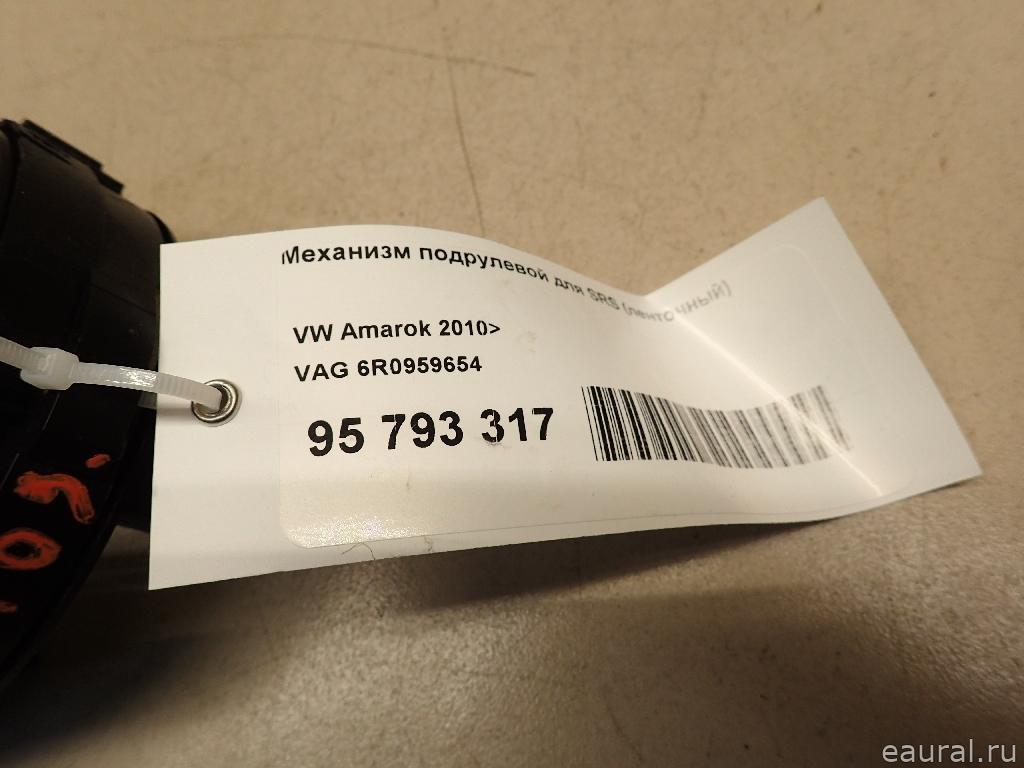 Механизм подрулевой для SRS (ленточный)
VW Amarok 2010>
VAG 6R0959654
95 793 317
eaural.ru